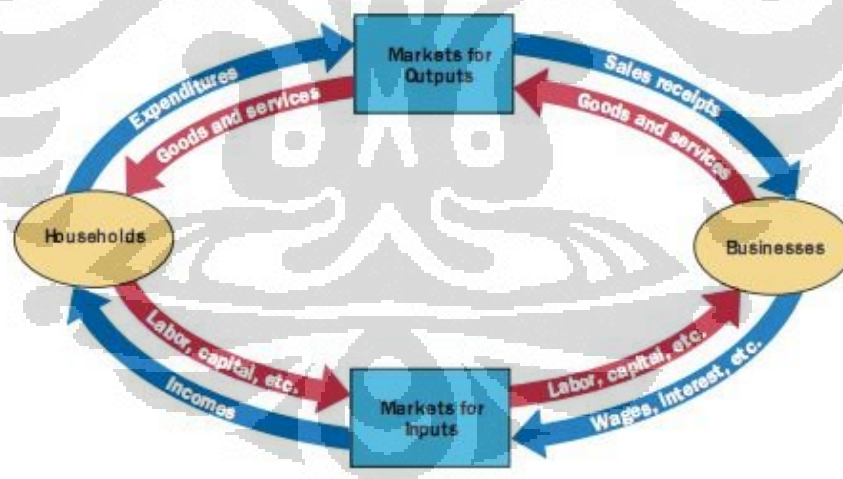 Markets for
Outputs
Expenditures
Goods and services
Sales receipts
Goods and services
Households
Businesses
Labor, capital, etc.
Incomes
Markets for
Inputs
Labor, capital, etc.
Wages, interest, etc.